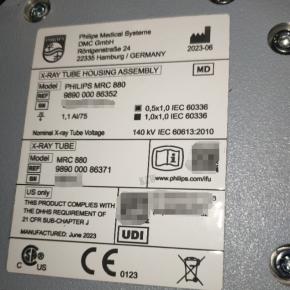 PHILIPS
Philips Medical Systems
DMC GmbH
Röntgenstraße 24
22335 Hamburg / GERMANY
2023-06
X-RAY TUBE HOUSING ASSEMBLY
MD
Model PHILIPS MRC 880
REF 9890 000 86352
SN
1,1 Al/75
0,5x1,0 IEC 60336
1,0x1,0 IEC 60336
Nominal X-ray Tube Voltage 140 kV IEC 60613:2010
X-RAY TUBE
Model MRC 880
REF 9890 000 86371
SN
www.philips.com/ifu
US only
THIS PRODUCT COMPLIES WITH
THE DHHS REQUIREMENT OF
21 CFR SUB-CHAPTER J
MANUFACTURED: June 2023
UDI
CE 0123